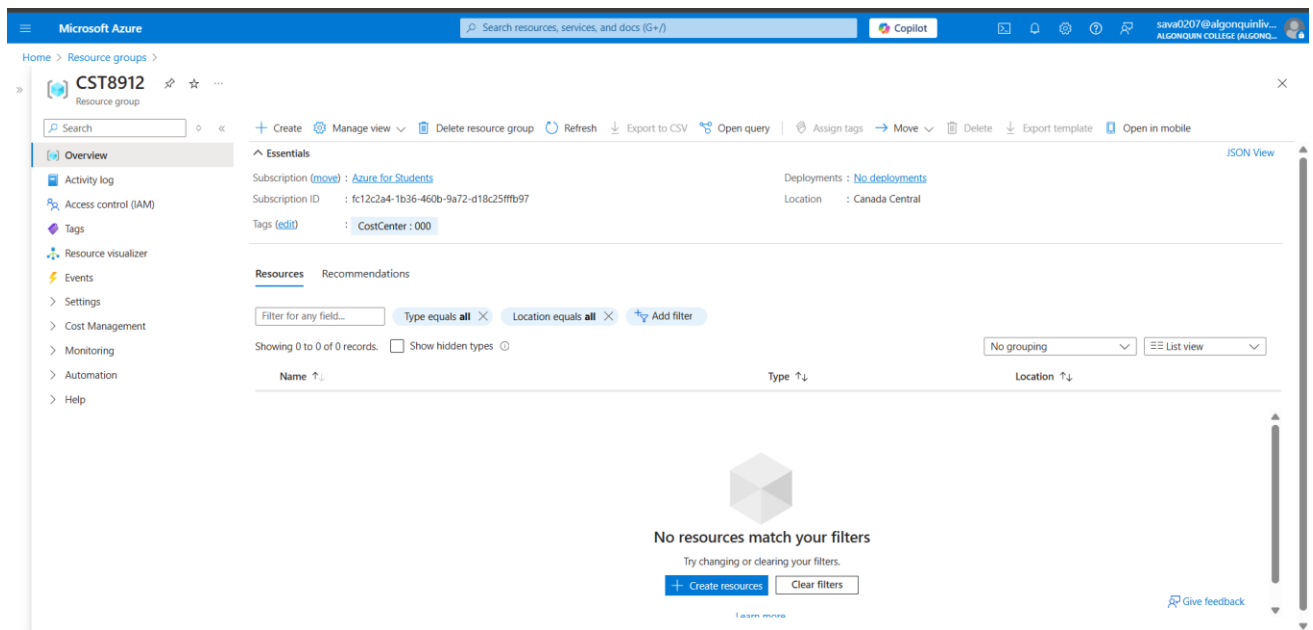 Microsoft Azure
Search resources, services, and docs (G+/)
Copilot
sava0207@algonquinliv...
ALGONQUIN COLLEGE (ALGONQ...
Home > Resource groups >
CST8912
Resource group
Search
Create
Manage view
Delete resource group
Refresh
Export to CSV
Open query
Assign tags
Move
Delete
Export template
Open in mobile
Overview
Activity log
Access control (IAM)
Tags
Resource visualizer
Events
Settings
Cost Management
Monitoring
Automation
Help
Essentials
JSON View
Subscription (move) : Azure for Students
Deployments : No deployments
Subscription ID : fc12c2a4-1b36-460b-9a72-d18c25fffb97
Location : Canada Central
Tags (edit) : CostCenter : 000
Resources
Recommendations
Filter for any field...
Type equals all
Location equals all
Add filter
Showing 0 to 0 of 0 records.
Show hidden types
No grouping
List view
Name
Type
Location
No resources match your filters
Try changing or clearing your filters.
Create resources
Clear filters
Learn more
Give feedback